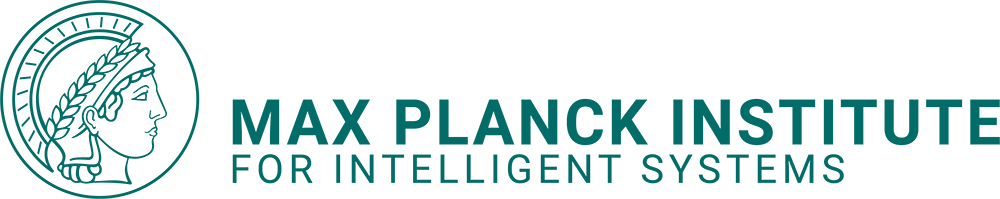 MAX PLANCK INSTITUTE
FOR INTELLIGENT SYSTEMS